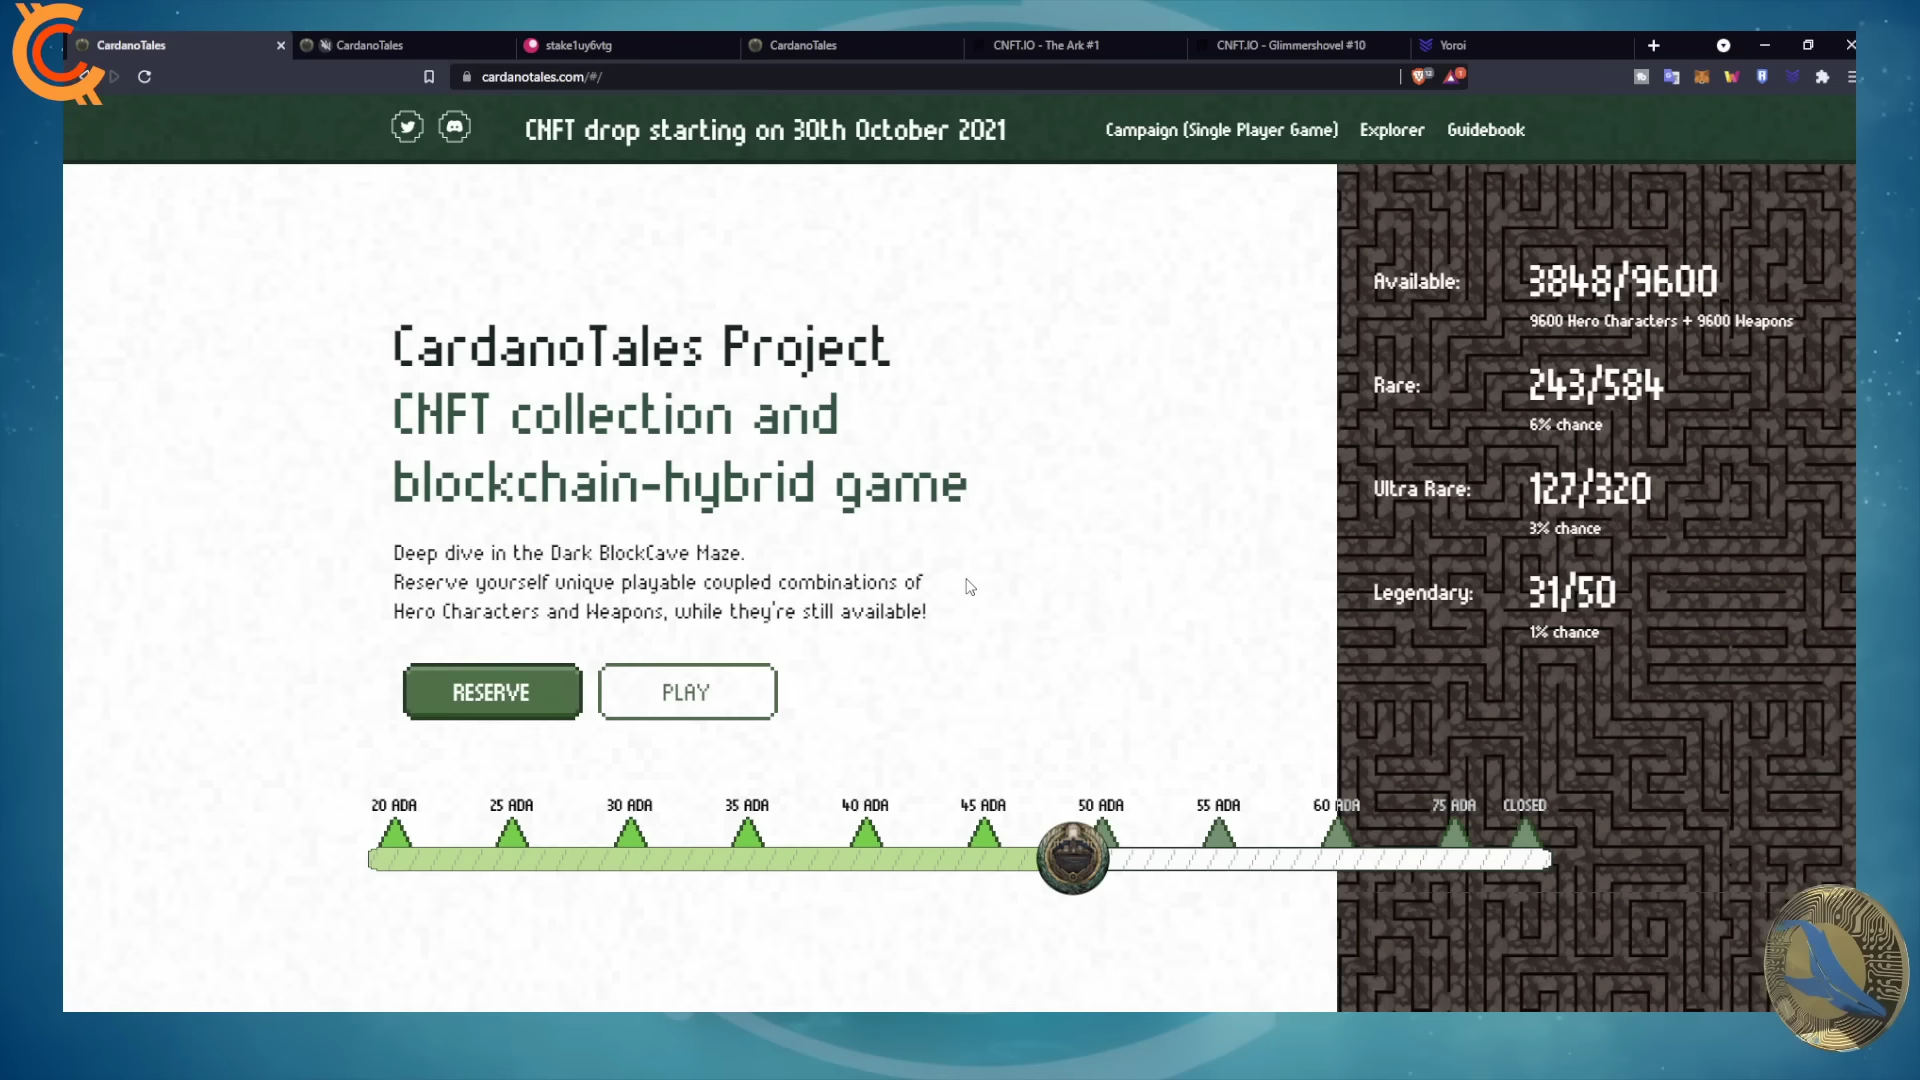 CardanoTales
CardanoTales
stake1uy6vtg
CardanoTales
CNFT.IO - The Ark #1
CNFT.IO - Glimmershovel #10
Yoroi
cardanotales.com/#/
CNFT drop starting on 30th October 2021
Campaign (Single Player Game)
Explorer
Guidebook
CardanoTales Project
CNFT collection and
blockchain-hybrid game
Deep dive in the Dark BlockCave Maze.
Reserve yourself unique playable coupled combinations of
Hero Characters and Weapons, while they're still available!
RESERVE
PLAY
Available:
3848/9600
9600 Hero Characters + 9600 Weapons
Rare:
243/584
6% chance
Ultra Rare:
127/320
3% chance
Legendary:
31/50
1% chance
20 ADA
25 ADA
30 ADA
35 ADA
40 ADA
45 ADA
50 ADA
55 ADA
60 ADA
75 ADA
CLOSED